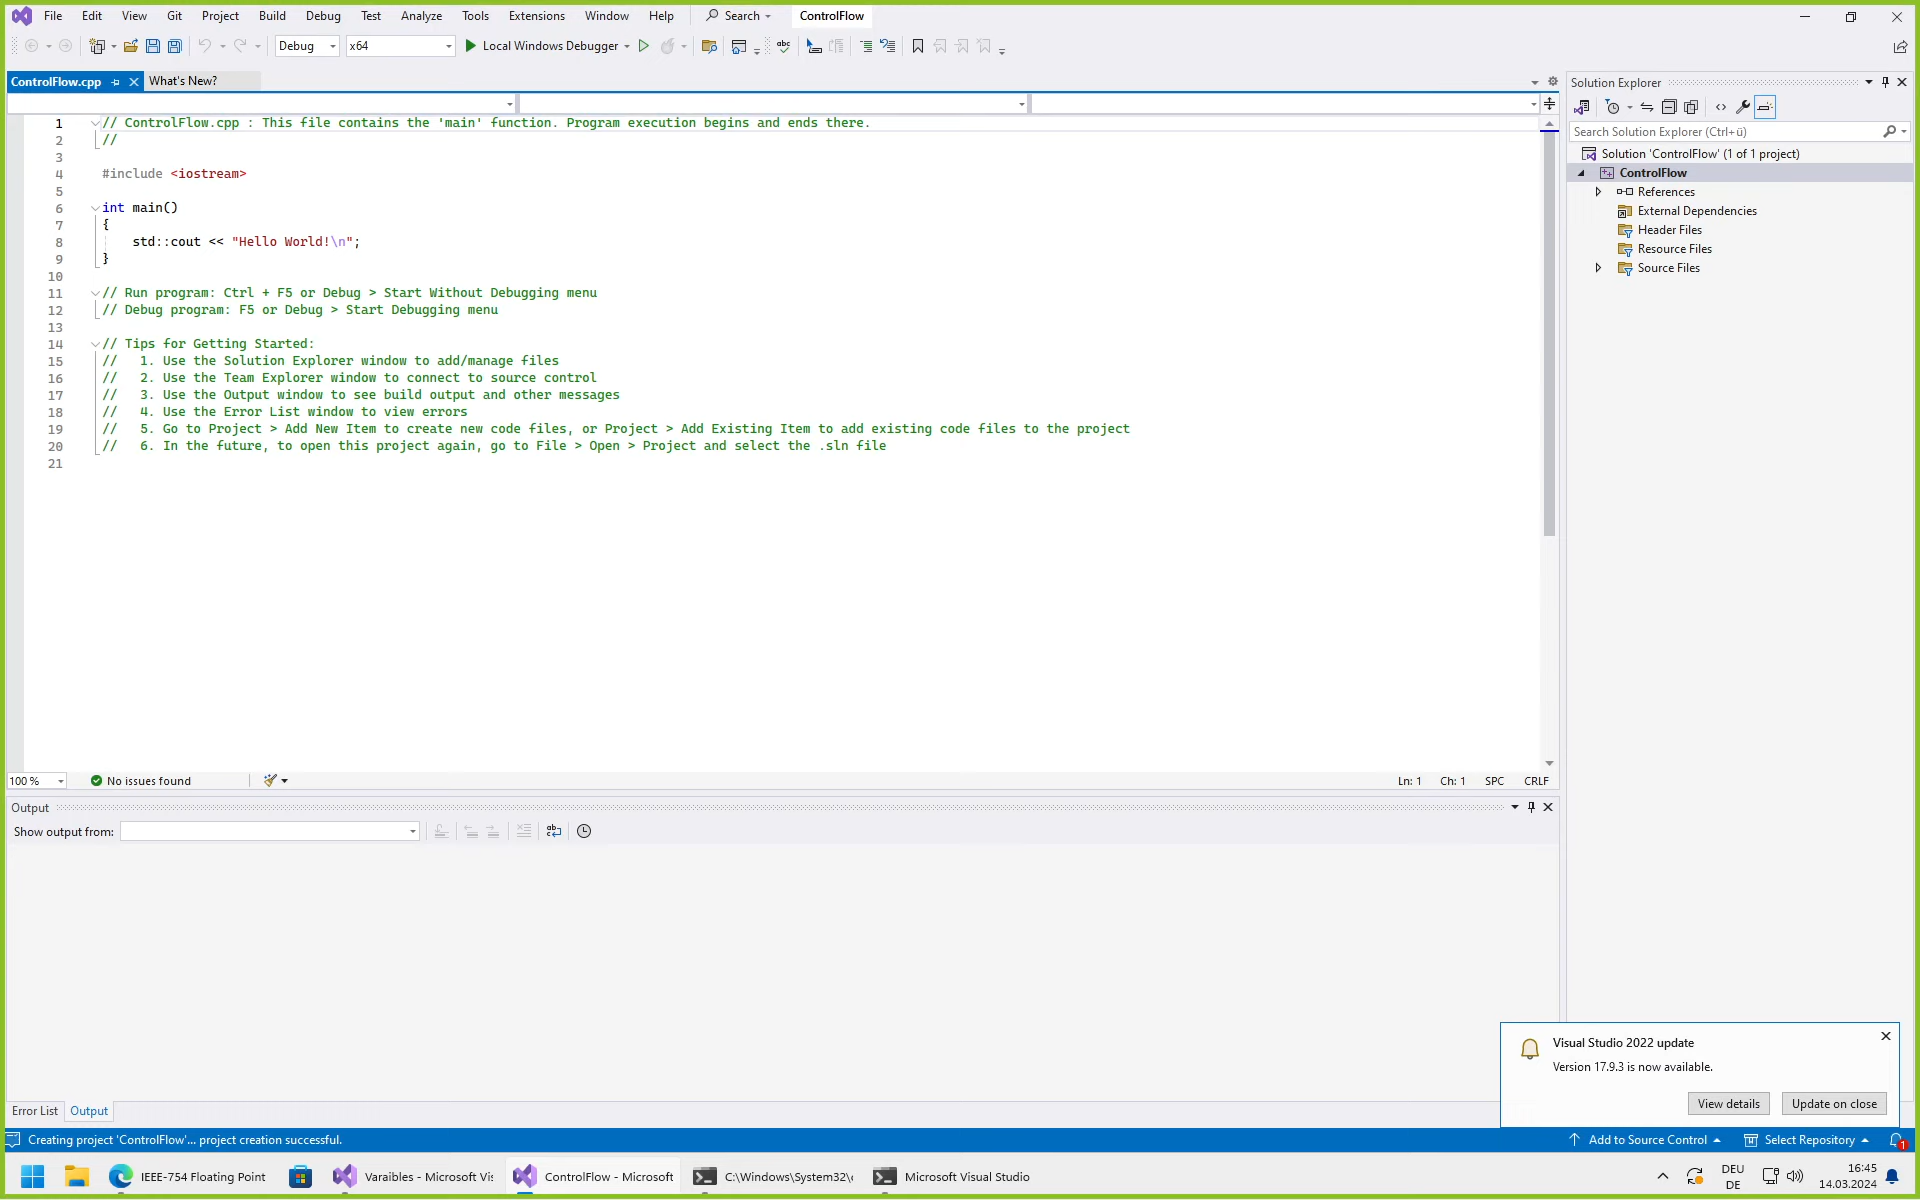 File Edit View Git Project Build Debug Test Analyze Tools Extensions Window Help Search ControlFlow
Debug x64 Local Windows Debugger
ControlFlow.cpp What's New?
1 // ControlFlow.cpp : This file contains the 'main' function. Program execution begins and ends there.
2 //
3
4 #include <iostream>
5
6 int main()
7 {
8 std::cout << "Hello World!\n";
9 }
10
11 // Run program: Ctrl + F5 or Debug > Start Without Debugging menu
12 // Debug program: F5 or Debug > Start Debugging menu
13
14 // Tips for Getting Started:
15 // 1. Use the Solution Explorer window to add/manage files
16 // 2. Use the Team Explorer window to connect to source control
17 // 3. Use the Output window to see build output and other messages
18 // 4. Use the Error List window to view errors
19 // 5. Go to Project > Add New Item to create new code files, or Project > Add Existing Item to add existing code files to the project
20 // 6. In the future, to open this project again, go to File > Open > Project and select the .sln file
21
100 % No issues found Ln: 1 Ch: 1 SPC CRLF
Output
Show output from:
Error List Output
Solution Explorer
Search Solution Explorer (Ctrl+ü)
Solution 'ControlFlow' (1 of 1 project)
ControlFlow
References
External Dependencies
Header Files
Resource Files
Source Files
Visual Studio 2022 update
Version 17.9.3 is now available.
View details Update on close
Creating project 'ControlFlow'... project creation successful. Add to Source Control Select Repository 1
IEEE-754 Floating Point Varaibles - Microsoft Vis ControlFlow - Microsoft C:\Windows\System32\ Microsoft Visual Studio
DEU
DE
16:45
14.03.2024